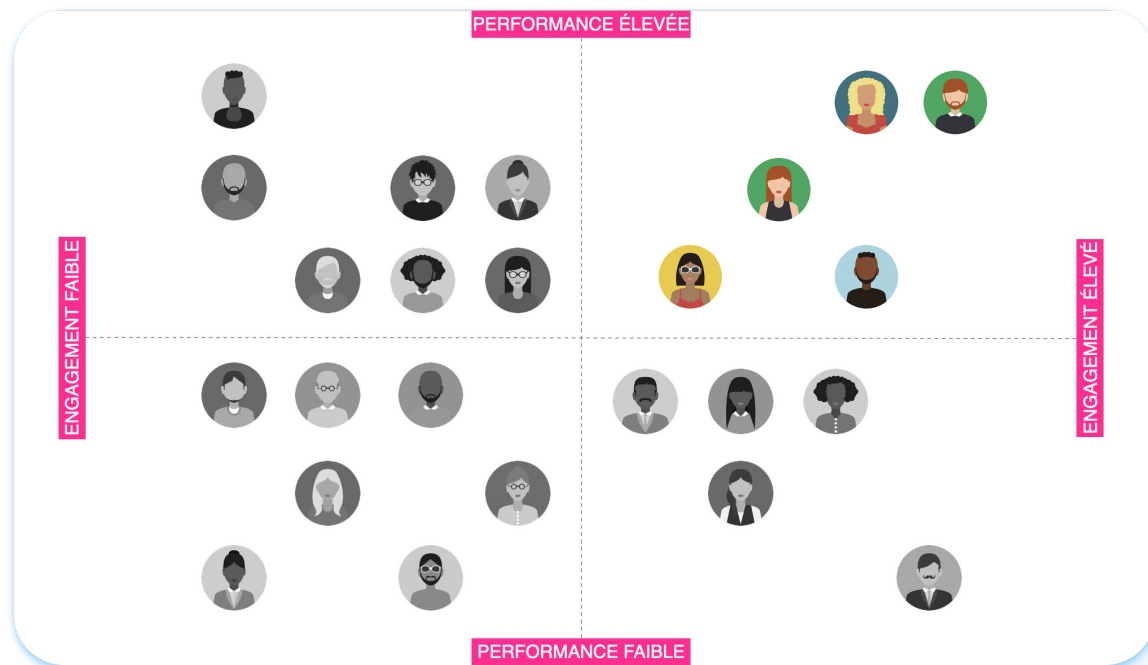 PERFORMANCE ÉLEVÉE
ENGAGEMENT FAIBLE
ENGAGEMENT ÉLEVÉ
PERFORMANCE FAIBLE